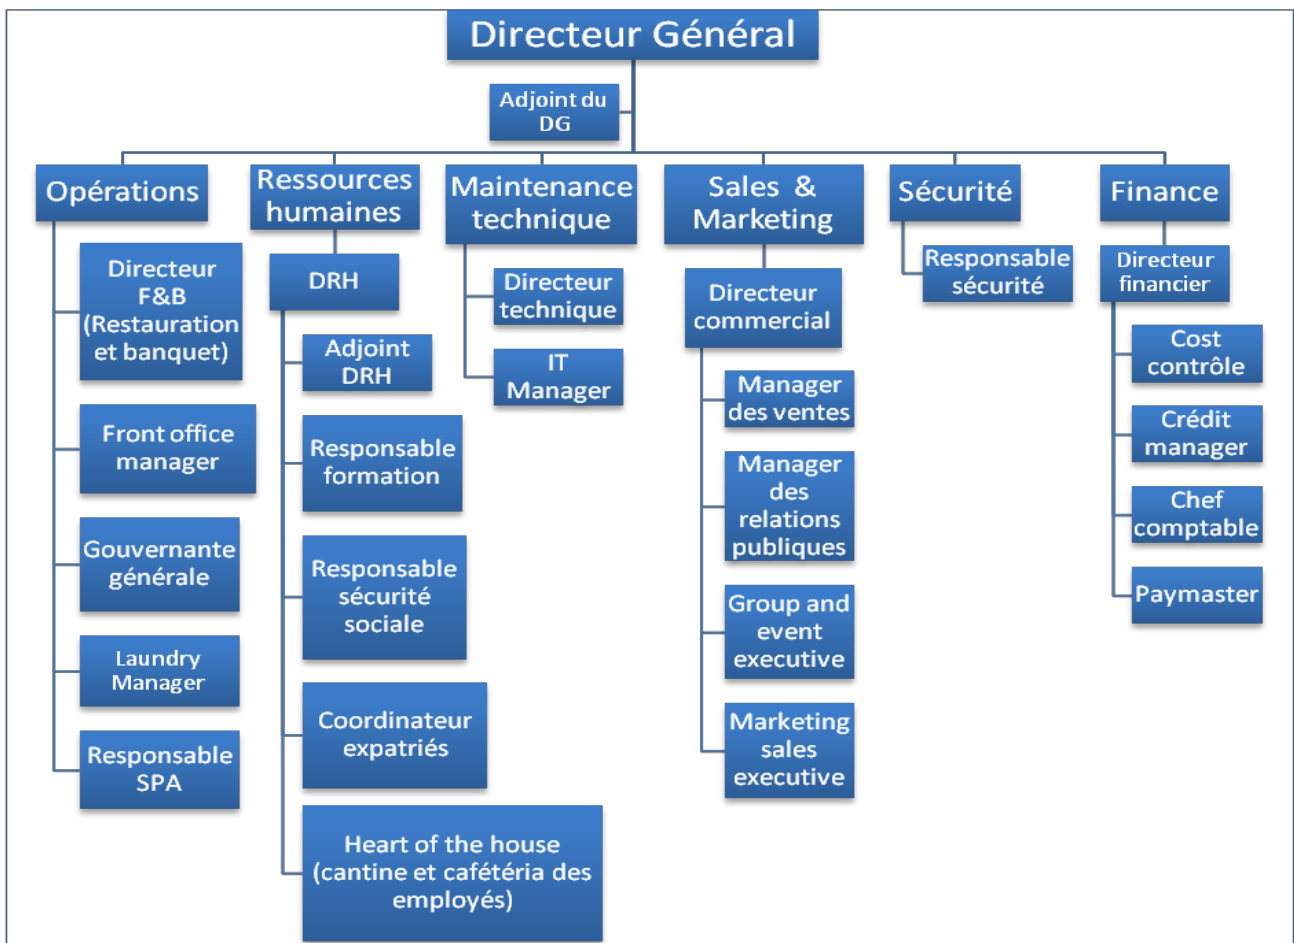 Directeur Général
Adjoint du
DG
Opérations
Directeur
F&B
(Restauration
et banquet)
Front office
manager
Gouvernante
générale
Laundry
Manager
Responsable
SPA
Ressources
humaines
DRH
Adjoint
DRH
Responsable
formation
Responsable
sécurité
sociale
Coordinateur
expatriés
Heart of the house
(cantine et cafétéria des
employés)
Maintenance
technique
Directeur
technique
IT
Manager
Sales &
Marketing
Directeur
commercial
Manager
des ventes
Manager
des
relations
publiques
Group and
event
executive
Marketing
sales
executive
Sécurité
Responsable
sécurité
Finance
Directeur
financier
Cost
contrôle
Crédit
manager
Chef
comptable
Paymaster